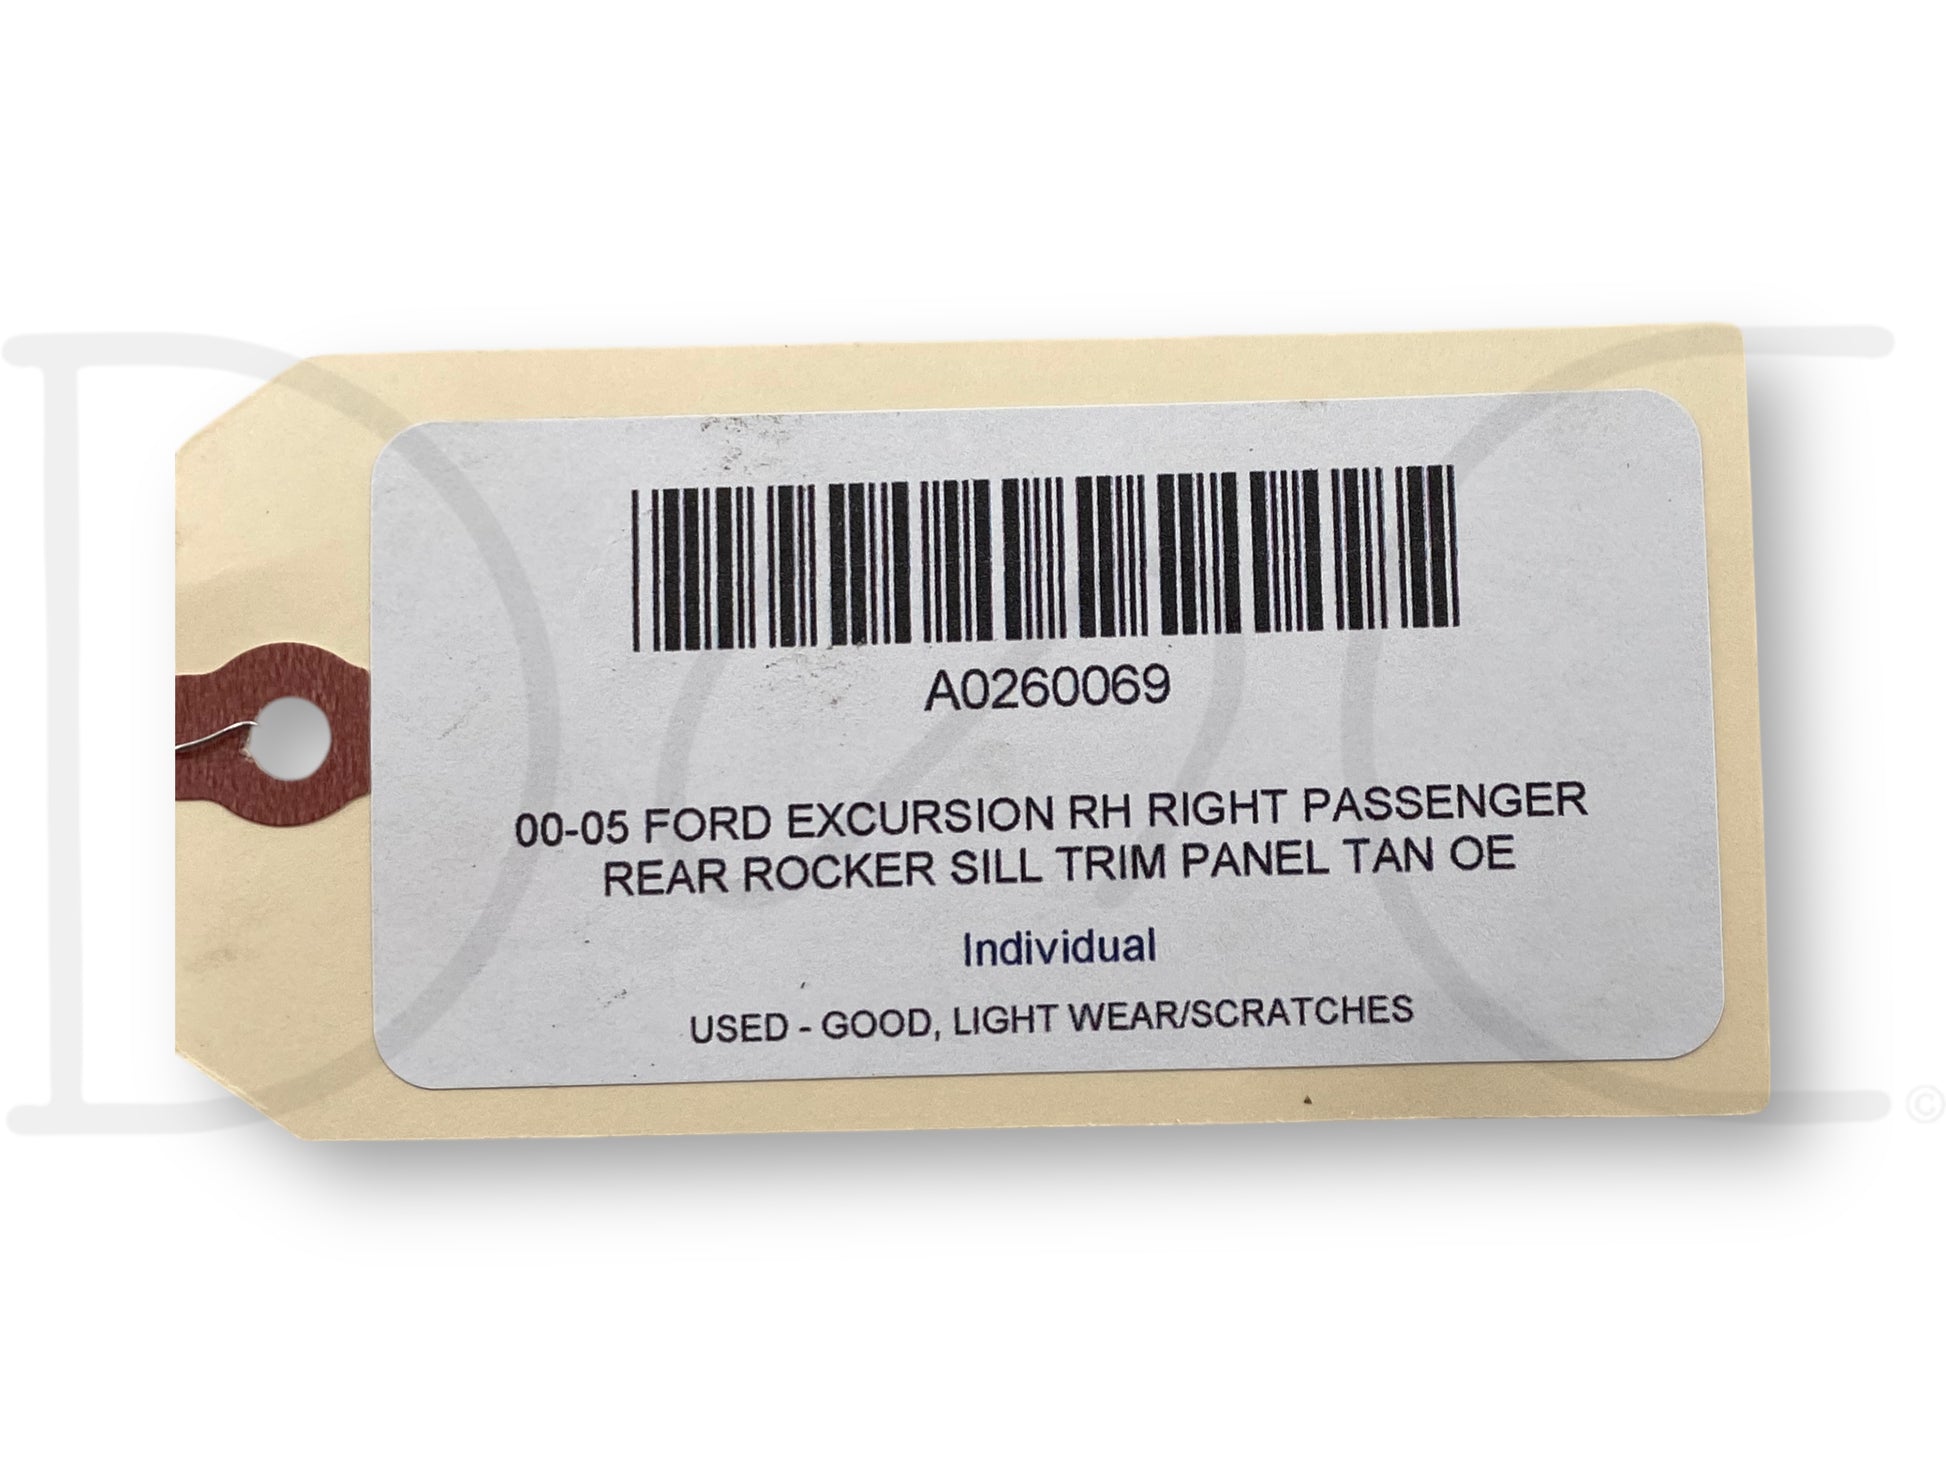 A0260069
00-05 FORD EXCURSION RH RIGHT PASSENGER
REAR ROCKER SILL TRIM PANEL TAN OE
Individual
USED - GOOD, LIGHT WEAR/SCRATCHES
©